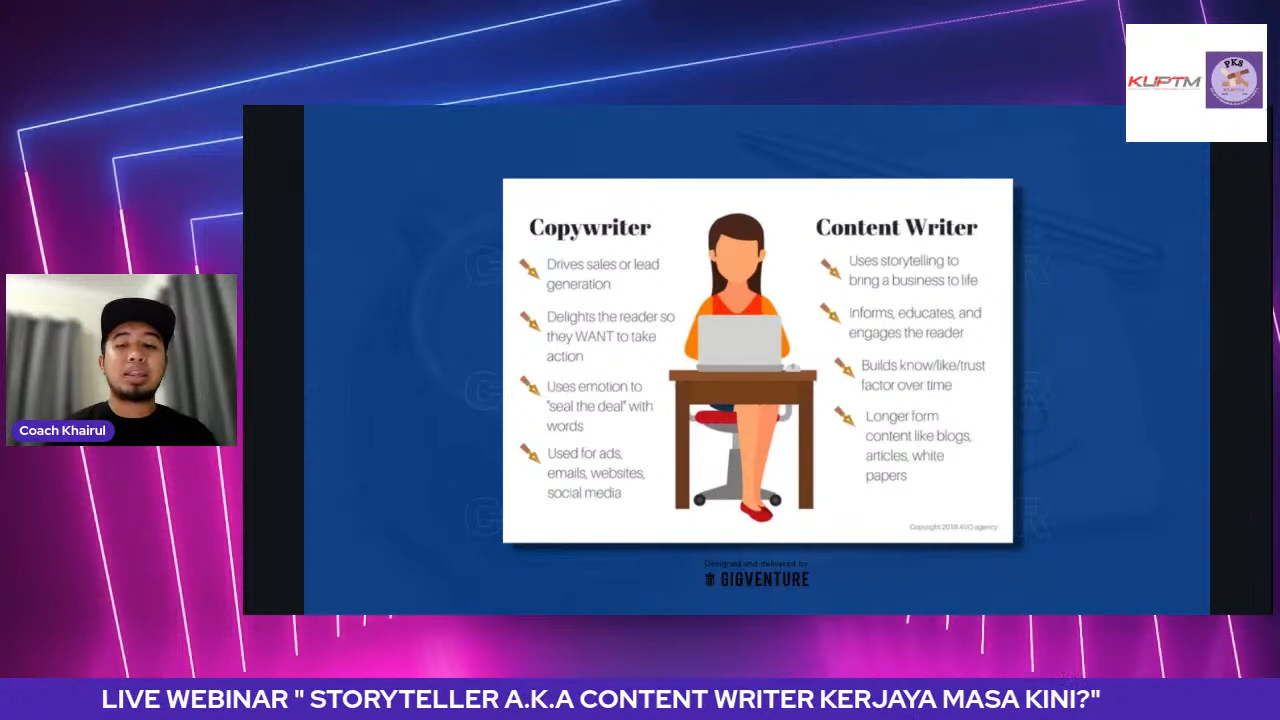 KUPTM
PKS
Copywriter
Drives sales or lead
generation
Delights the reader so
they WANT to take
action
Uses emotion to
"seal the deal" with
words
Used for ads,
emails, websites,
social media
Content Writer
Uses storytelling to
bring a business to life
Informs, educates, and
engages the reader
Builds know/like/trust
factor over time
Longer form
content like blogs,
articles, white
papers
Copyright 2018 AVO agency
Designed and delivered by
GIGVENTURE
Coach Khairul
LIVE WEBINAR " STORYTELLER A.K.A CONTENT WRITER KERJAYA MASA KINI?"